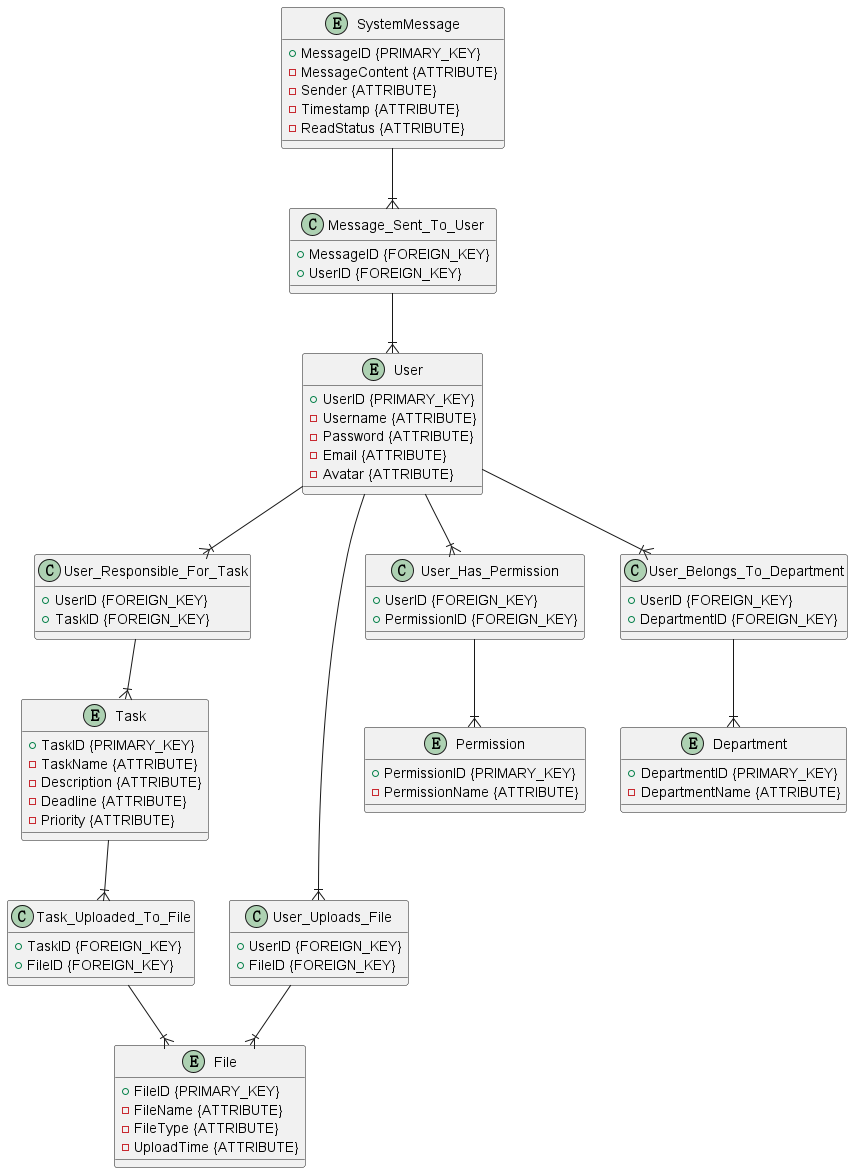 E SystemMessage
MessageID {PRIMARY_KEY}
MessageContent {ATTRIBUTE}
Sender {ATTRIBUTE}
Timestamp {ATTRIBUTE}
ReadStatus {ATTRIBUTE}
C Message_Sent_To_User
MessageID {FOREIGN_KEY}
UserID {FOREIGN_KEY}
E User
UserID {PRIMARY_KEY}
Username {ATTRIBUTE}
Password {ATTRIBUTE}
Email {ATTRIBUTE}
Avatar {ATTRIBUTE}
C User_Responsible_For_Task
UserID {FOREIGN_KEY}
TaskID {FOREIGN_KEY}
C User_Has_Permission
UserID {FOREIGN_KEY}
PermissionID {FOREIGN_KEY}
C User_Belongs_To_Department
UserID {FOREIGN_KEY}
DepartmentID {FOREIGN_KEY}
E Task
TaskID {PRIMARY_KEY}
TaskName {ATTRIBUTE}
Description {ATTRIBUTE}
Deadline {ATTRIBUTE}
Priority {ATTRIBUTE}
E Permission
PermissionID {PRIMARY_KEY}
PermissionName {ATTRIBUTE}
E Department
DepartmentID {PRIMARY_KEY}
DepartmentName {ATTRIBUTE}
C Task_Uploaded_To_File
TaskID {FOREIGN_KEY}
FileID {FOREIGN_KEY}
C User_Uploads_File
UserID {FOREIGN_KEY}
FileID {FOREIGN_KEY}
E File
FileID {PRIMARY_KEY}
FileName {ATTRIBUTE}
FileType {ATTRIBUTE}
UploadTime {ATTRIBUTE}